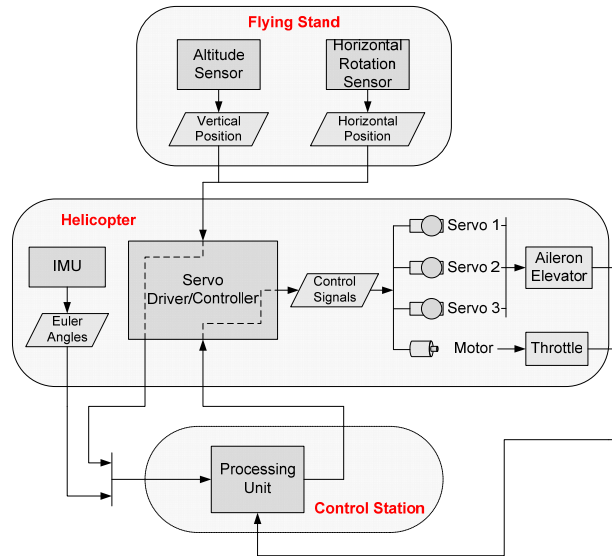 Flying Stand
Altitude
Sensor
Horizontal
Rotation
Sensor
Vertical
Position
Horizontal
Position
Helicopter
IMU
Euler
Angles
Servo
Driver/Controller
Control
Signals
Servo 1
Servo 2
Servo 3
Motor
Aileron
Elevator
Throttle
Processing
Unit
Control Station